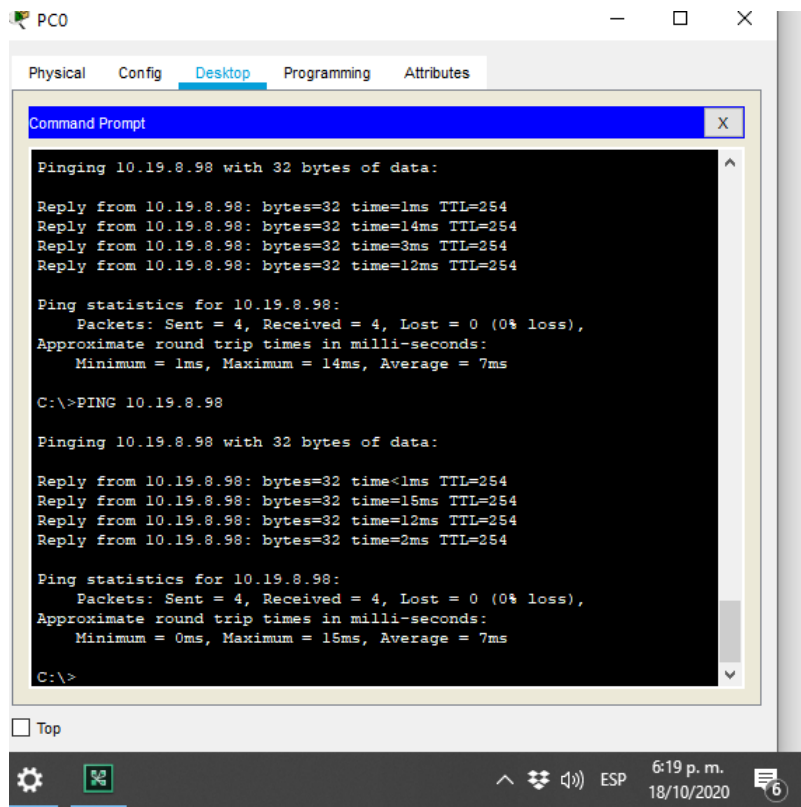 PC0
Physical Config Desktop Programming Attributes
Command Prompt
X
Pinging 10.19.8.98 with 32 bytes of data:
Reply from 10.19.8.98: bytes=32 time=1ms TTL=254
Reply from 10.19.8.98: bytes=32 time=14ms TTL=254
Reply from 10.19.8.98: bytes=32 time=3ms TTL=254
Reply from 10.19.8.98: bytes=32 time=12ms TTL=254
Ping statistics for 10.19.8.98:
Packets: Sent = 4, Received = 4, Lost = 0 (0% loss),
Approximate round trip times in milli-seconds:
Minimum = 1ms, Maximum = 14ms, Average = 7ms
C:\>PING 10.19.8.98
Pinging 10.19.8.98 with 32 bytes of data:
Reply from 10.19.8.98: bytes=32 time<1ms TTL=254
Reply from 10.19.8.98: bytes=32 time=15ms TTL=254
Reply from 10.19.8.98: bytes=32 time=12ms TTL=254
Reply from 10.19.8.98: bytes=32 time=2ms TTL=254
Ping statistics for 10.19.8.98:
Packets: Sent = 4, Received = 4, Lost = 0 (0% loss),
Approximate round trip times in milli-seconds:
Minimum = 0ms, Maximum = 15ms, Average = 7ms
C:\>
Top
ESP
6:19 p. m.
18/10/2020
6